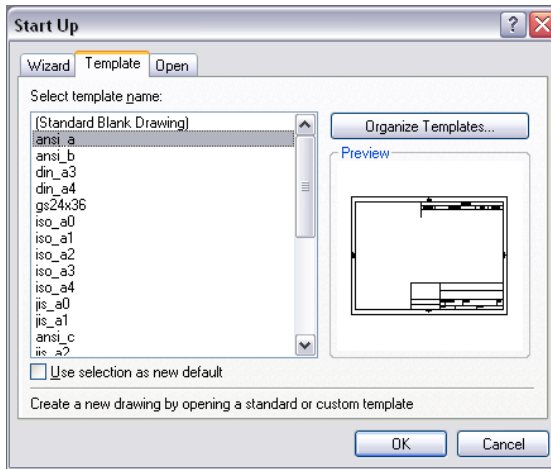 Start Up
Wizard Template Open
Select template name:
(Standard Blank Drawing)
ansi_a
ansi_b
din_a3
din_a4
gs24x36
iso_a0
iso_a1
iso_a2
iso_a3
iso_a4
jis_a0
jis_a1
ansi_c
jis_a2
Organize Templates...
Preview
Use selection as new default
Create a new drawing by opening a standard or custom template
OK Cancel